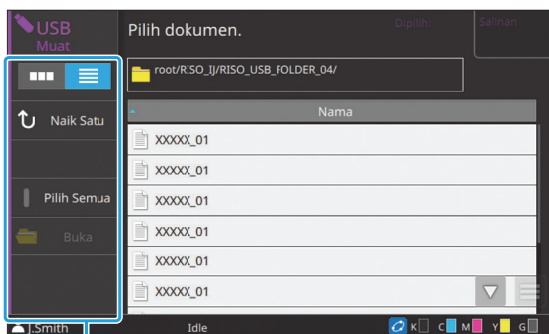 USB
Muat
Pilih dokumen.
Dipilih:
Salinan
root/RISO_IJ/RISO_USB_FOLDER_04/
Naik Satu
Pilih Semua
Buka
Nama
XXXXX_01
XXXXX_01
XXXXX_01
XXXXX_01
XXXXX_01
XXXXX_01
J.Smith
Idle
K C M Y G